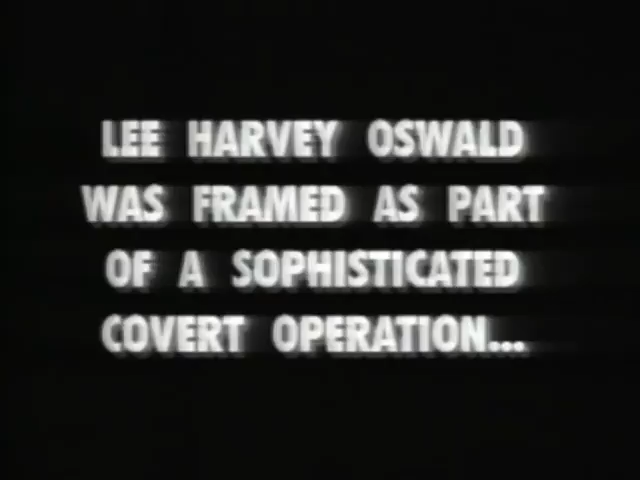 LEE HARVEY OSWALD
WAS FRAMED AS PART
OF A SOPHISTICATED
COVERT OPERATION...